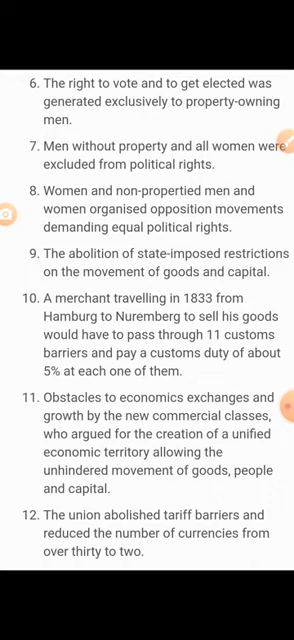 6. The right to vote and to get elected was
generated exclusively to property-owning
men.
7. Men without property and all women were
excluded from political rights.
8. Women and non-propertied men and
women organised opposition movements
demanding equal political rights.
9. The abolition of state-imposed restrictions
on the movement of goods and capital.
10. A merchant travelling in 1833 from
Hamburg to Nuremberg to sell his goods
would have to pass through 11 customs
barriers and pay a customs duty of about
5% at each one of them.
11. Obstacles to economics exchanges and
growth by the new commercial classes,
who argued for the creation of a unified
economic territory allowing the
unhindered movement of goods, people
and capital.
12. The union abolished tariff barriers and
reduced the number of currencies from
over thirty to two.